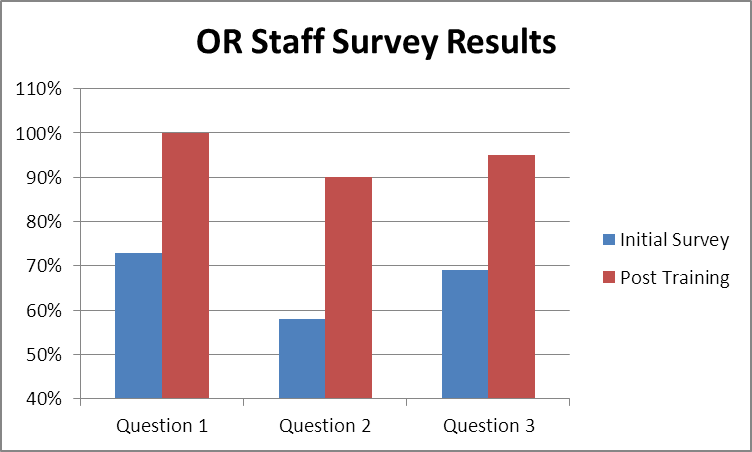 OR Staff Survey Results
110%
100%
90%
80%
70%
60%
50%
40%
Question 1
Question 2
Question 3
Initial Survey
Post Training